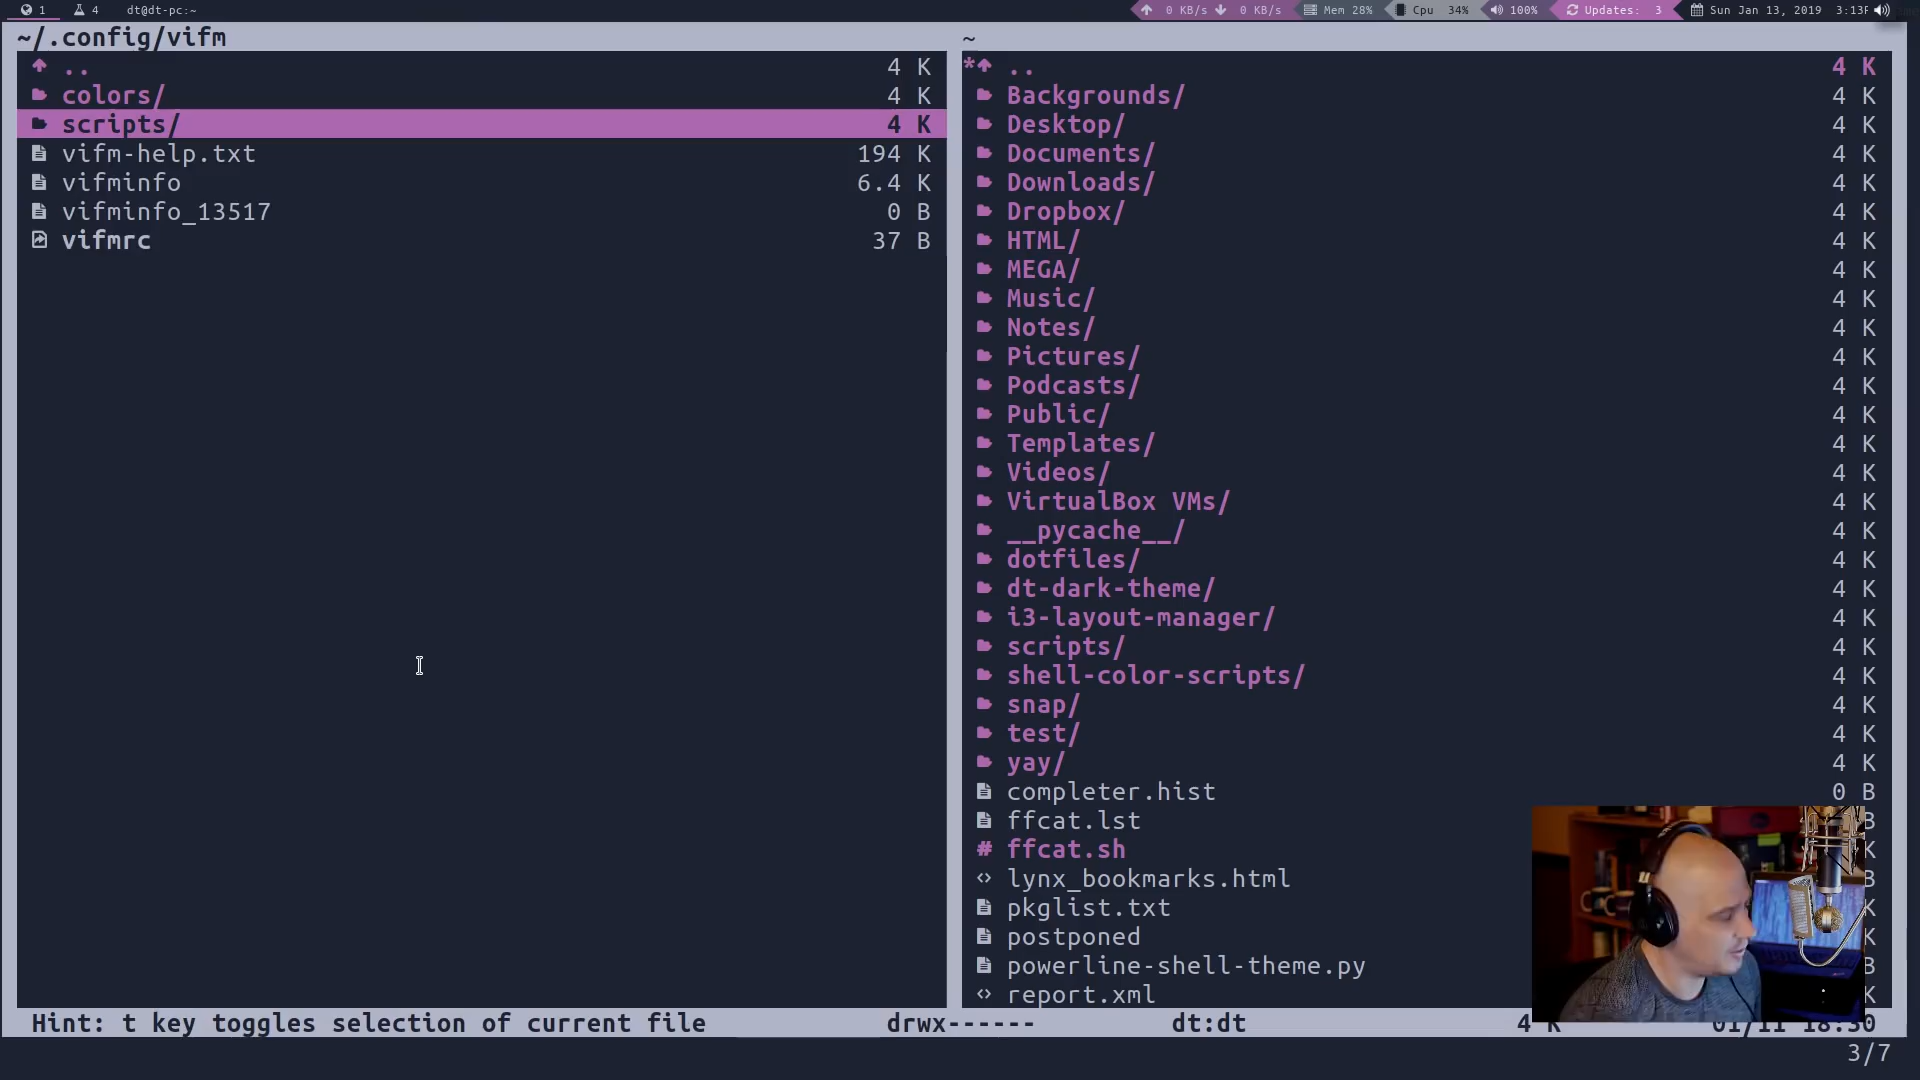 1 4 dt@dt-pc:~ 0 KB/s 0 KB/s Mem 28% Cpu 34% 100% Updates: 3 Sun Jan 13, 2019 3:13P
~/.config/vifm
.. 4 K
colors/ 4 K
scripts/ 4 K
vifm-help.txt 194 K
vifminfo 6.4 K
vifminfo_13517 0 B
vifmrc 37 B
~
* .. 4 K
Backgrounds/ 4 K
Desktop/ 4 K
Documents/ 4 K
Downloads/ 4 K
Dropbox/ 4 K
HTML/ 4 K
MEGA/ 4 K
Music/ 4 K
Notes/ 4 K
Pictures/ 4 K
Podcasts/ 4 K
Public/ 4 K
Templates/ 4 K
Videos/ 4 K
VirtualBox VMs/ 4 K
__pycache__/ 4 K
dotfiles/ 4 K
dt-dark-theme/ 4 K
i3-layout-manager/ 4 K
scripts/ 4 K
shell-color-scripts/ 4 K
snap/ 4 K
test/ 4 K
yay/ 4 K
completer.hist 0 B
ffcat.lst B
# ffcat.sh K
<> lynx_bookmarks.html B
pkglist.txt K
postponed K
powerline-shell-theme.py B
<> report.xml K
Hint: t key toggles selection of current file drwx------ dt:dt 4 K 01/11 18:30
3/7